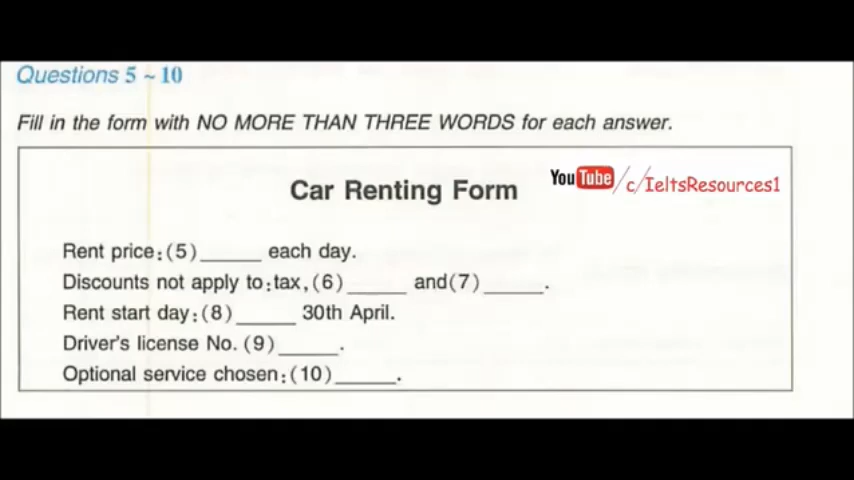 Questions 5 ~ 10
Fill in the form with NO MORE THAN THREE WORDS for each answer.
Car Renting Form
YouTube /c/IeltsResources1
Rent price:(5)______ each day.
Discounts not apply to:tax,(6)______ and(7)______.
Rent start day:(8)______ 30th April.
Driver's license No. (9)______.
Optional service chosen:(10)______.